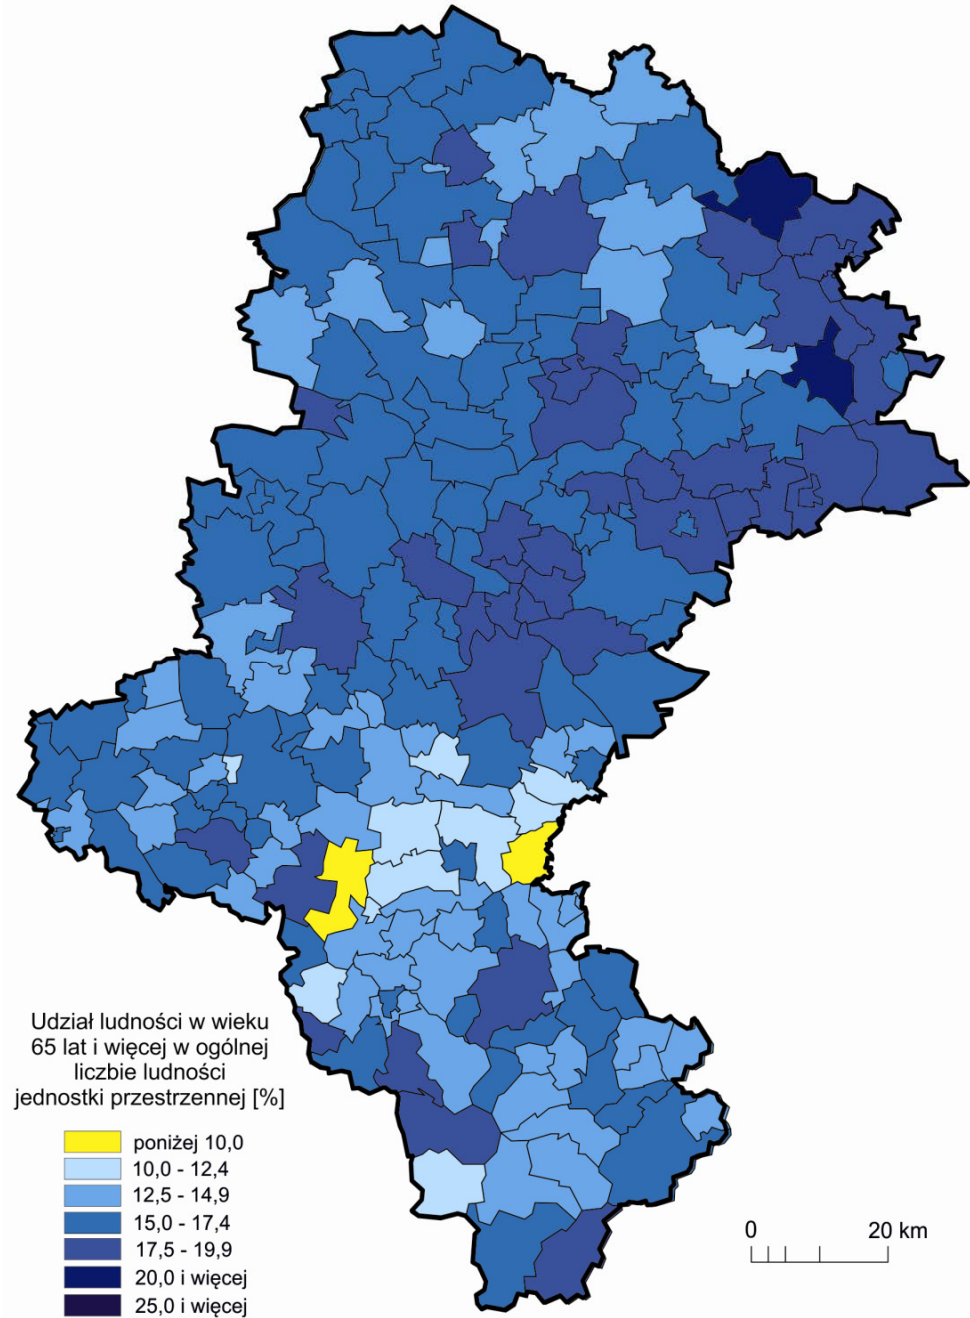 Udział ludności w wieku
65 lat i więcej w ogólnej
liczbie ludności
jednostki przestrzennej [%]
poniżej 10,0
10,0 - 12,4
12,5 - 14,9
15,0 - 17,4
17,5 - 19,9
20,0 i więcej
25,0 i więcej
0 20 km